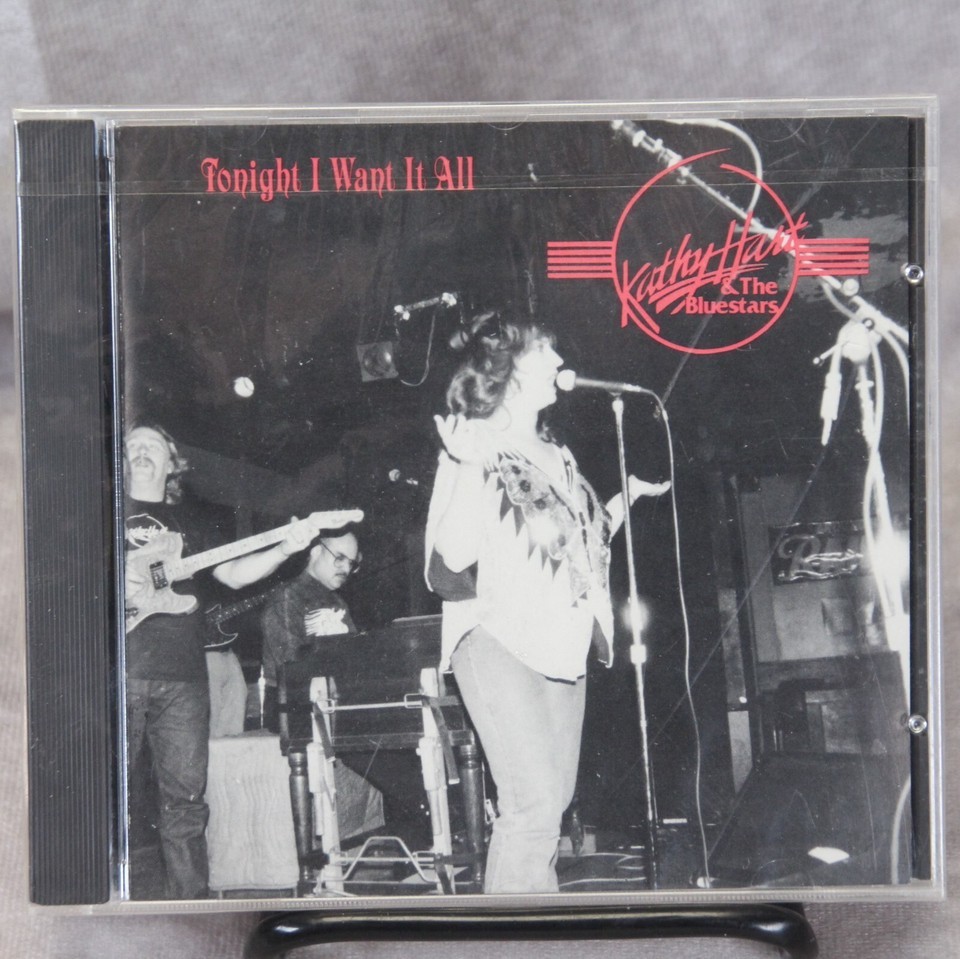 Tonight I Want It All
Kathy Hart
& The
Bluestars